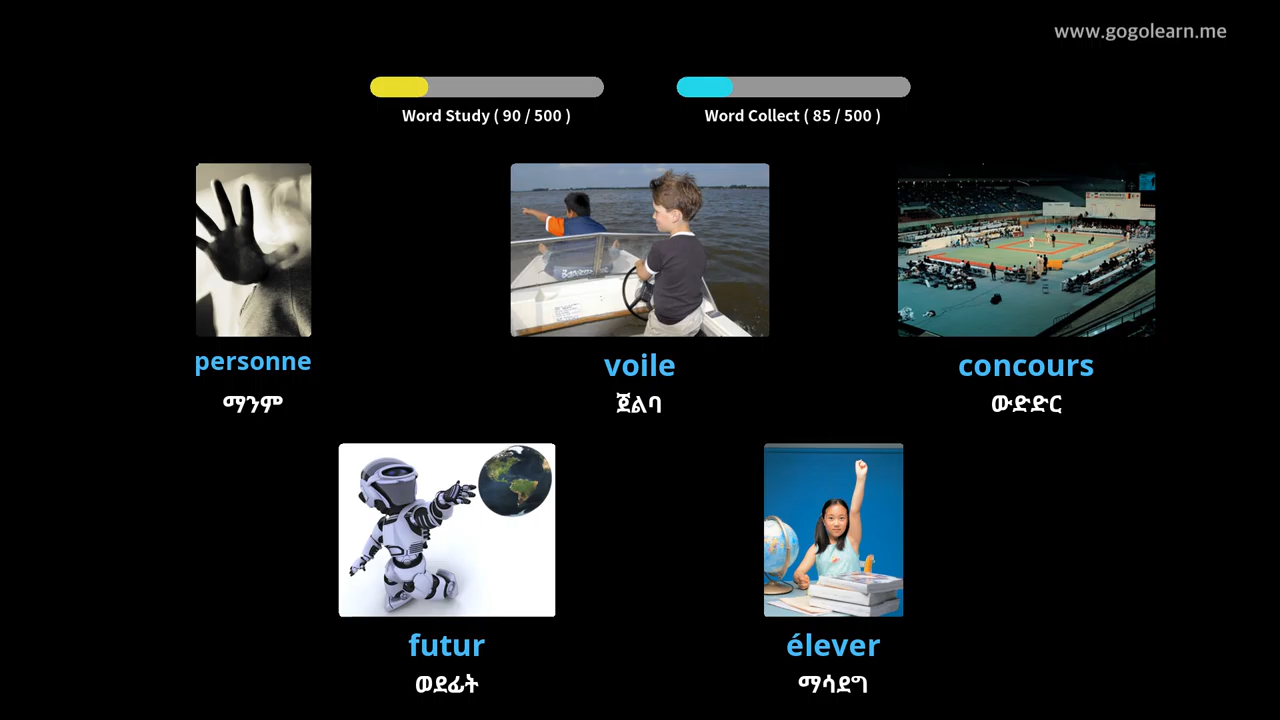 www.gogolearn.me
Word Study ( 90 / 500 )
Word Collect ( 85 / 500 )
personne
ማንም
voile
ጀልባ
concours
ውድድር
futur
ወደፊት
élever
ማሳደግ